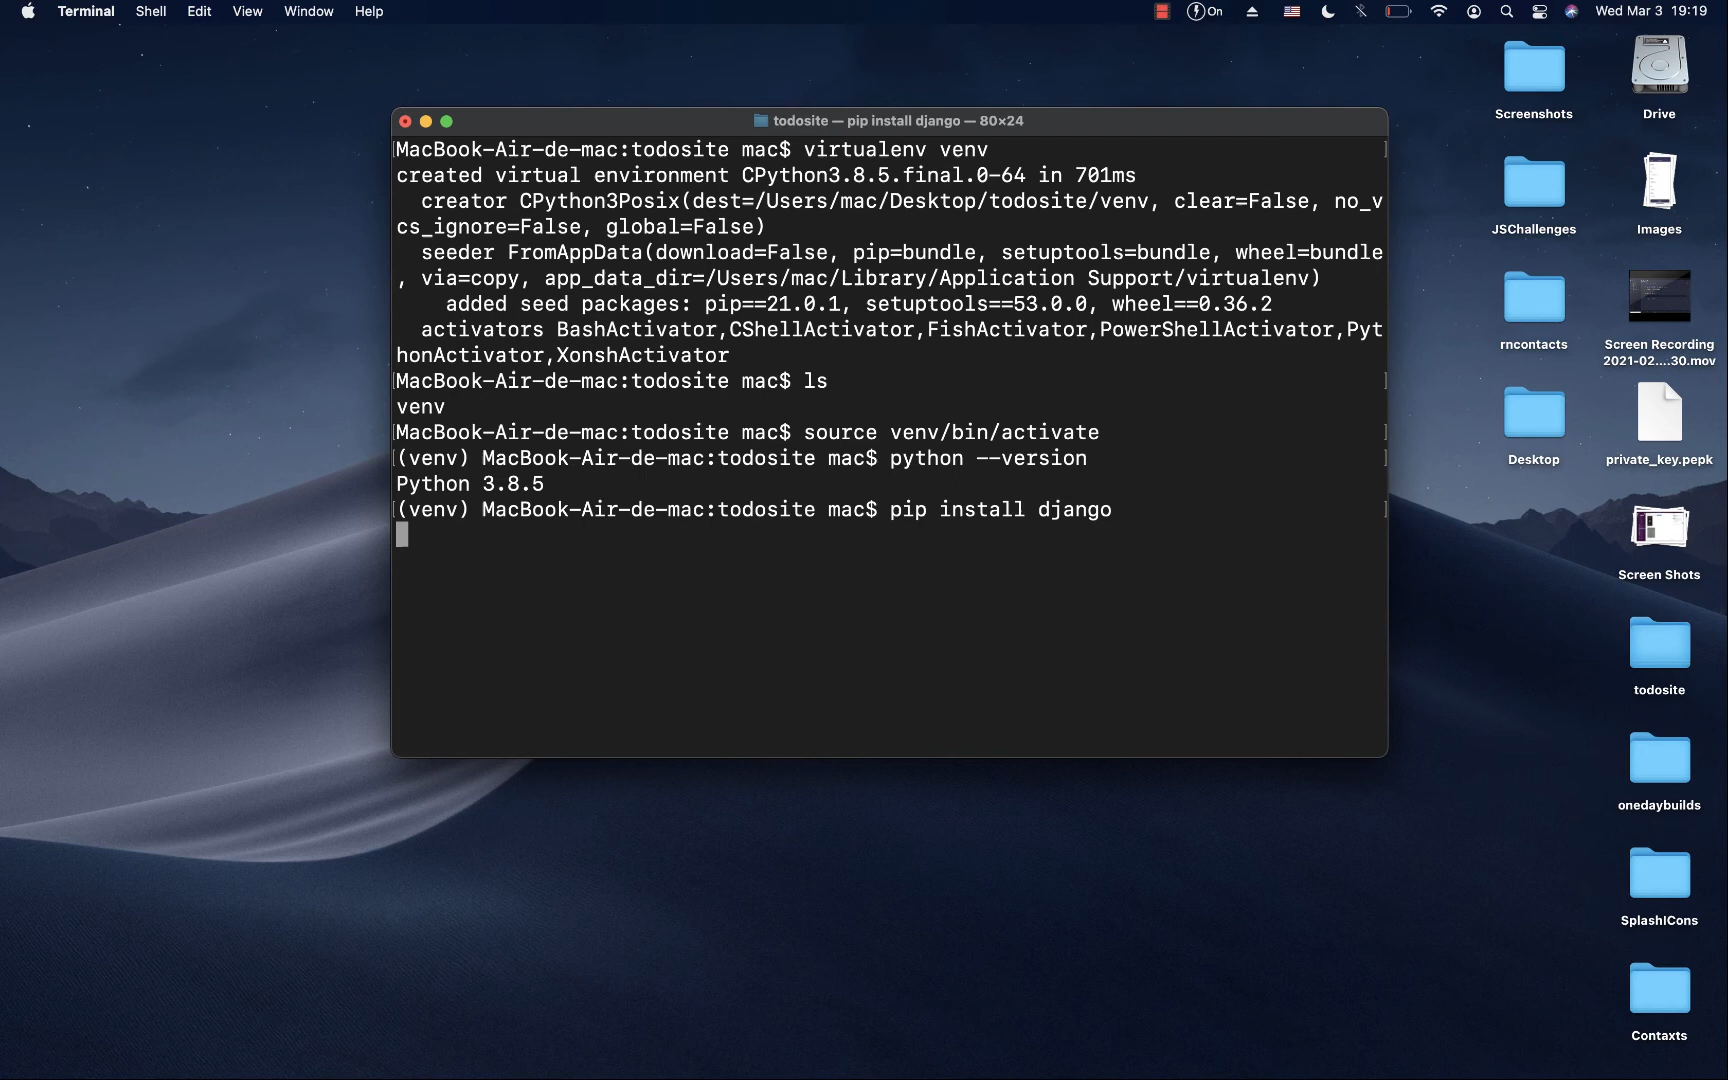 Terminal Shell Edit View Window Help On Wed Mar 3 19:19
todosite — pip install django — 80×24
MacBook-Air-de-mac:todosite mac$ virtualenv venv
created virtual environment CPython3.8.5.final.0-64 in 701ms
creator CPython3Posix(dest=/Users/mac/Desktop/todosite/venv, clear=False, no_v
cs_ignore=False, global=False)
seeder FromAppData(download=False, pip=bundle, setuptools=bundle, wheel=bundle
, via=copy, app_data_dir=/Users/mac/Library/Application Support/virtualenv)
added seed packages: pip==21.0.1, setuptools==53.0.0, wheel==0.36.2
activators BashActivator,CShellActivator,FishActivator,PowerShellActivator,Pyt
honActivator,XonshActivator
MacBook-Air-de-mac:todosite mac$ ls
venv
MacBook-Air-de-mac:todosite mac$ source venv/bin/activate
(venv) MacBook-Air-de-mac:todosite mac$ python --version
Python 3.8.5
(venv) MacBook-Air-de-mac:todosite mac$ pip install django
Screenshots
Drive
JSChallenges
Images
rncontacts
Screen Recording
2021-02....30.mov
Desktop
private_key.pepk
Screen Shots
todosite
onedaybuilds
SplashICons
Contaxts